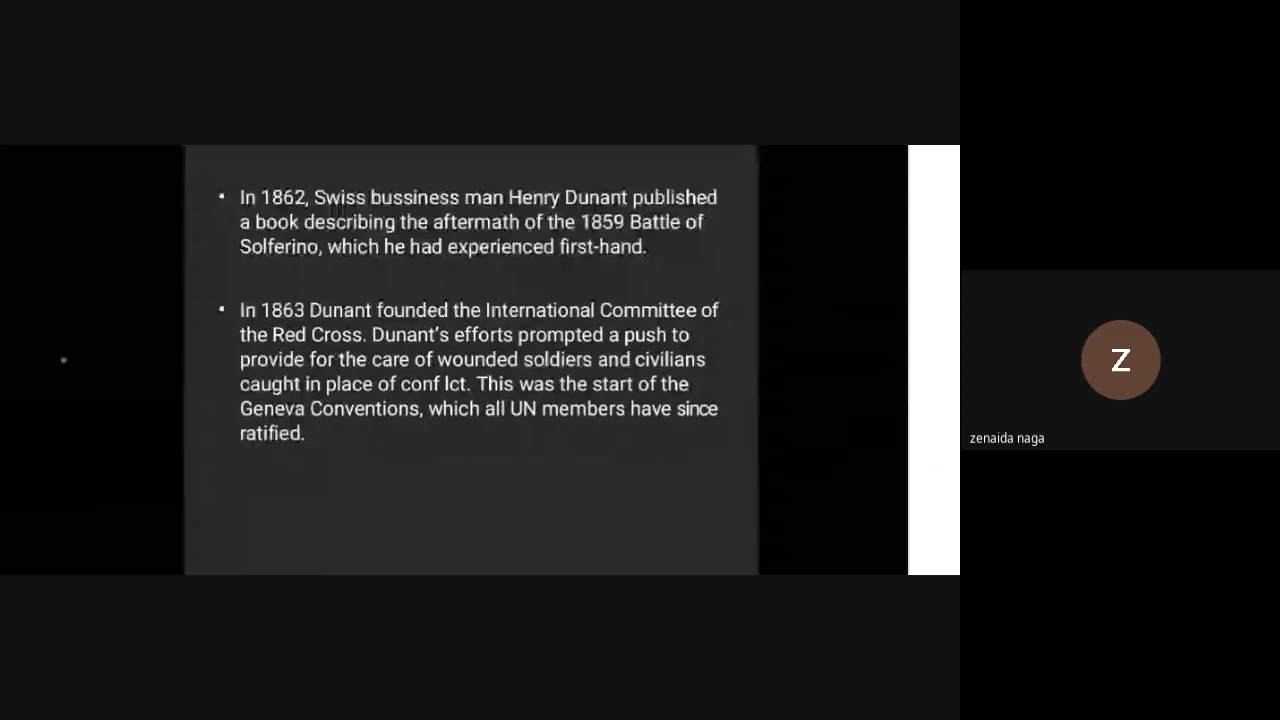 • In 1862, Swiss bussiness man Henry Dunant published
a book describing the aftermath of the 1859 Battle of
Solferino, which he had experienced first-hand.
• In 1863 Dunant founded the International Committee of
the Red Cross. Dunant's efforts prompted a push to
provide for the care of wounded soldiers and civilians
caught in place of conf lct. This was the start of the
Geneva Conventions, which all UN members have since
ratified.
Z
zenaida naga